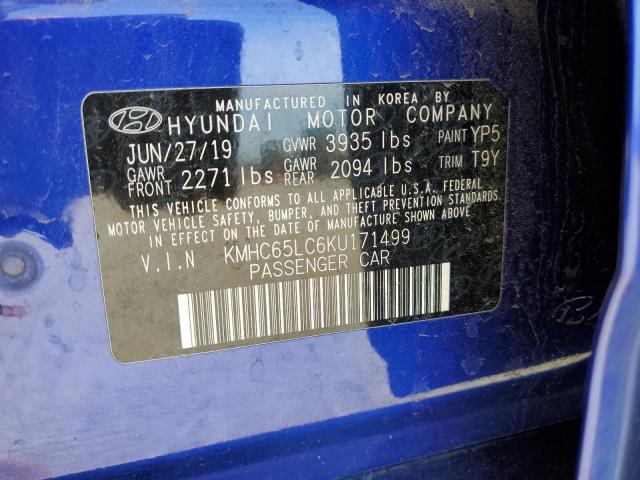 MANUFACTURED IN KOREA BY
HYUNDAI MOTOR COMPANY
JUN/27/19 GVWR 3935 lbs PAINT YP5
GAWR FRONT 2271 lbs GAWR REAR 2094 lbs TRIM T9Y
THIS VEHICLE CONFORMS TO ALL APPLICABLE U.S.A. FEDERAL
MOTOR VEHICLE SAFETY, BUMPER, AND THEFT PREVENTION STANDARDS
IN EFFECT ON THE DATE OF MANUFACTURE SHOWN ABOVE.
V.I.N KMHC65LC6KU171499
PASSENGER CAR